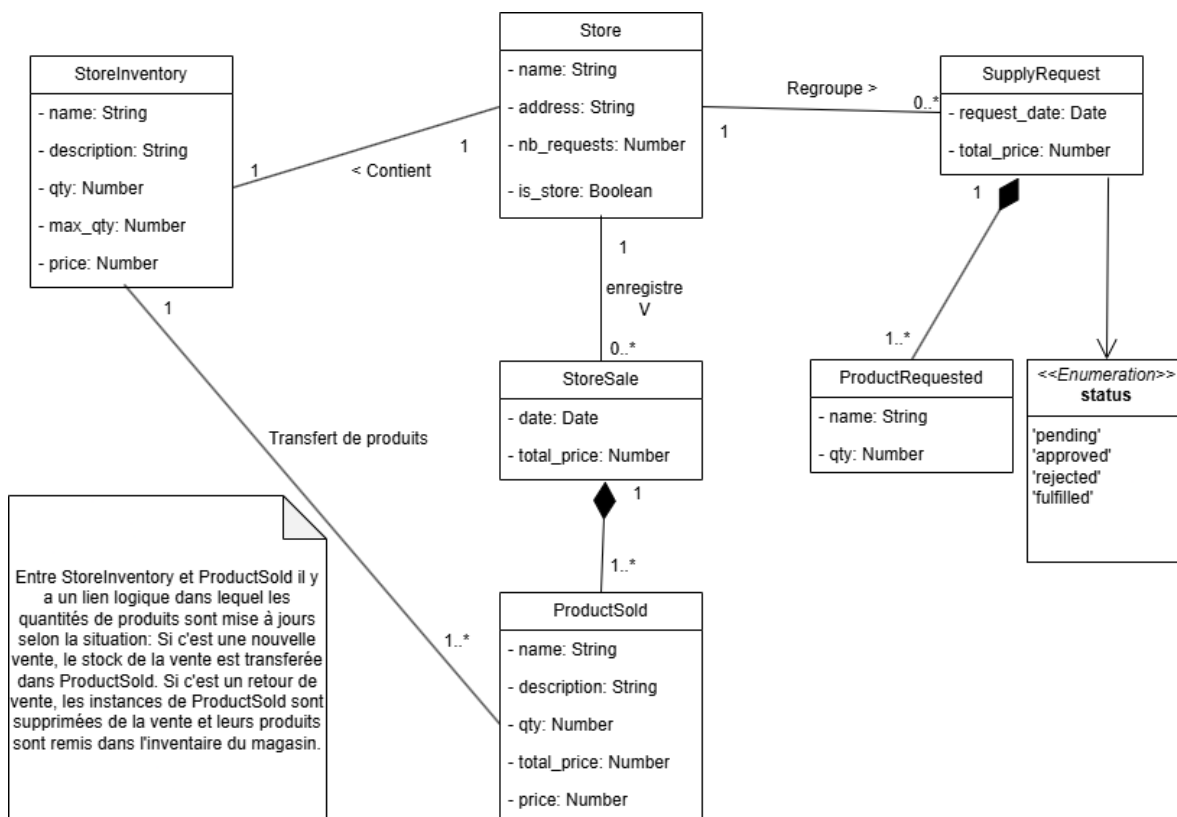 Store
- name: String
- address: String
- nb_requests: Number
- is_store: Boolean
StoreInventory
- name: String
- description: String
- qty: Number
- max_qty: Number
- price: Number
SupplyRequest
- request_date: Date
- total_price: Number
Regroupe >
0..*
1
1
1
< Contient
1
1
1
enregistre
V
0..*
1..*
StoreSale
- date: Date
- total_price: Number
ProductRequested
- name: String
- qty: Number
<<Enumeration>>
status
'pending'
'approved'
'rejected'
'fulfilled'
Transfert de produits
1
1..*
1..*
ProductSold
- name: String
- description: String
- qty: Number
- total_price: Number
- price: Number
Entre StoreInventory et ProductSold il y
a un lien logique dans lequel les
quantités de produits sont mise à jours
selon la situation: Si c'est une nouvelle
vente, le stock de la vente est transferée
dans ProductSold. Si c'est un retour de
vente, les instances de ProductSold sont
supprimées de la vente et leurs produits
sont remis dans l'inventaire du magasin.